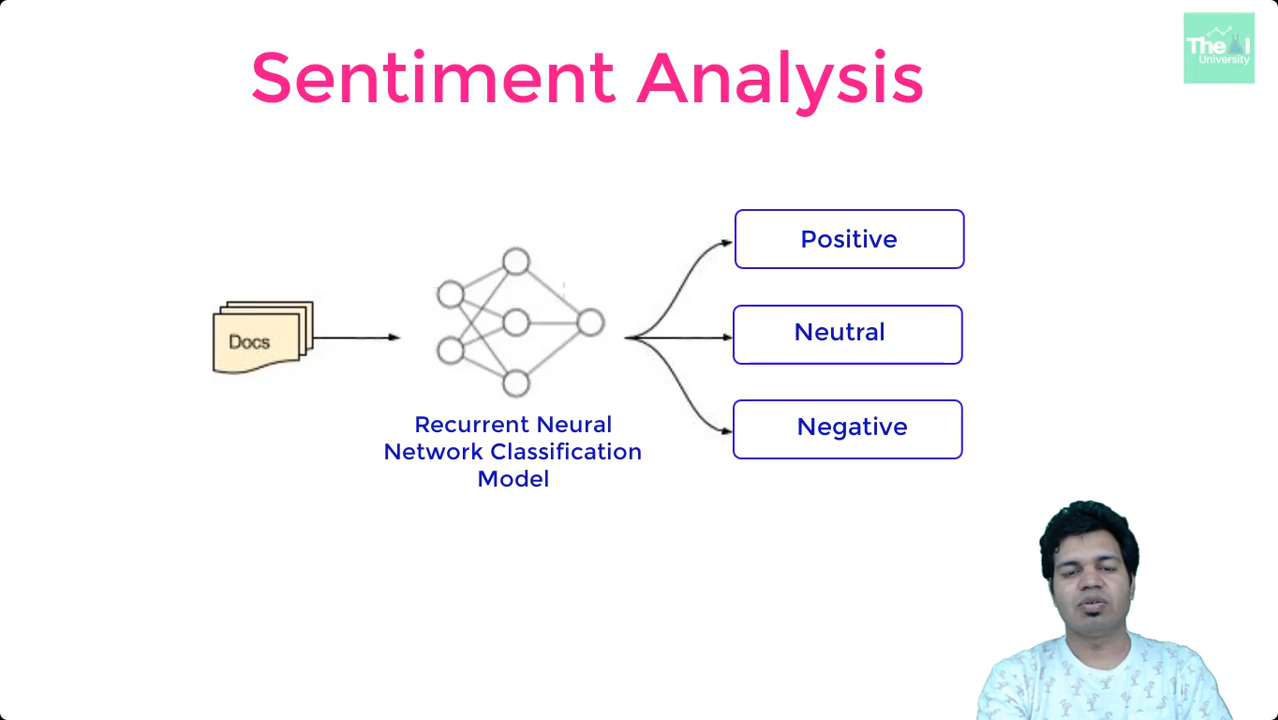 Sentiment Analysis
The AI
University
Positive
Docs
Neutral
Recurrent Neural
Network Classification
Model
Negative